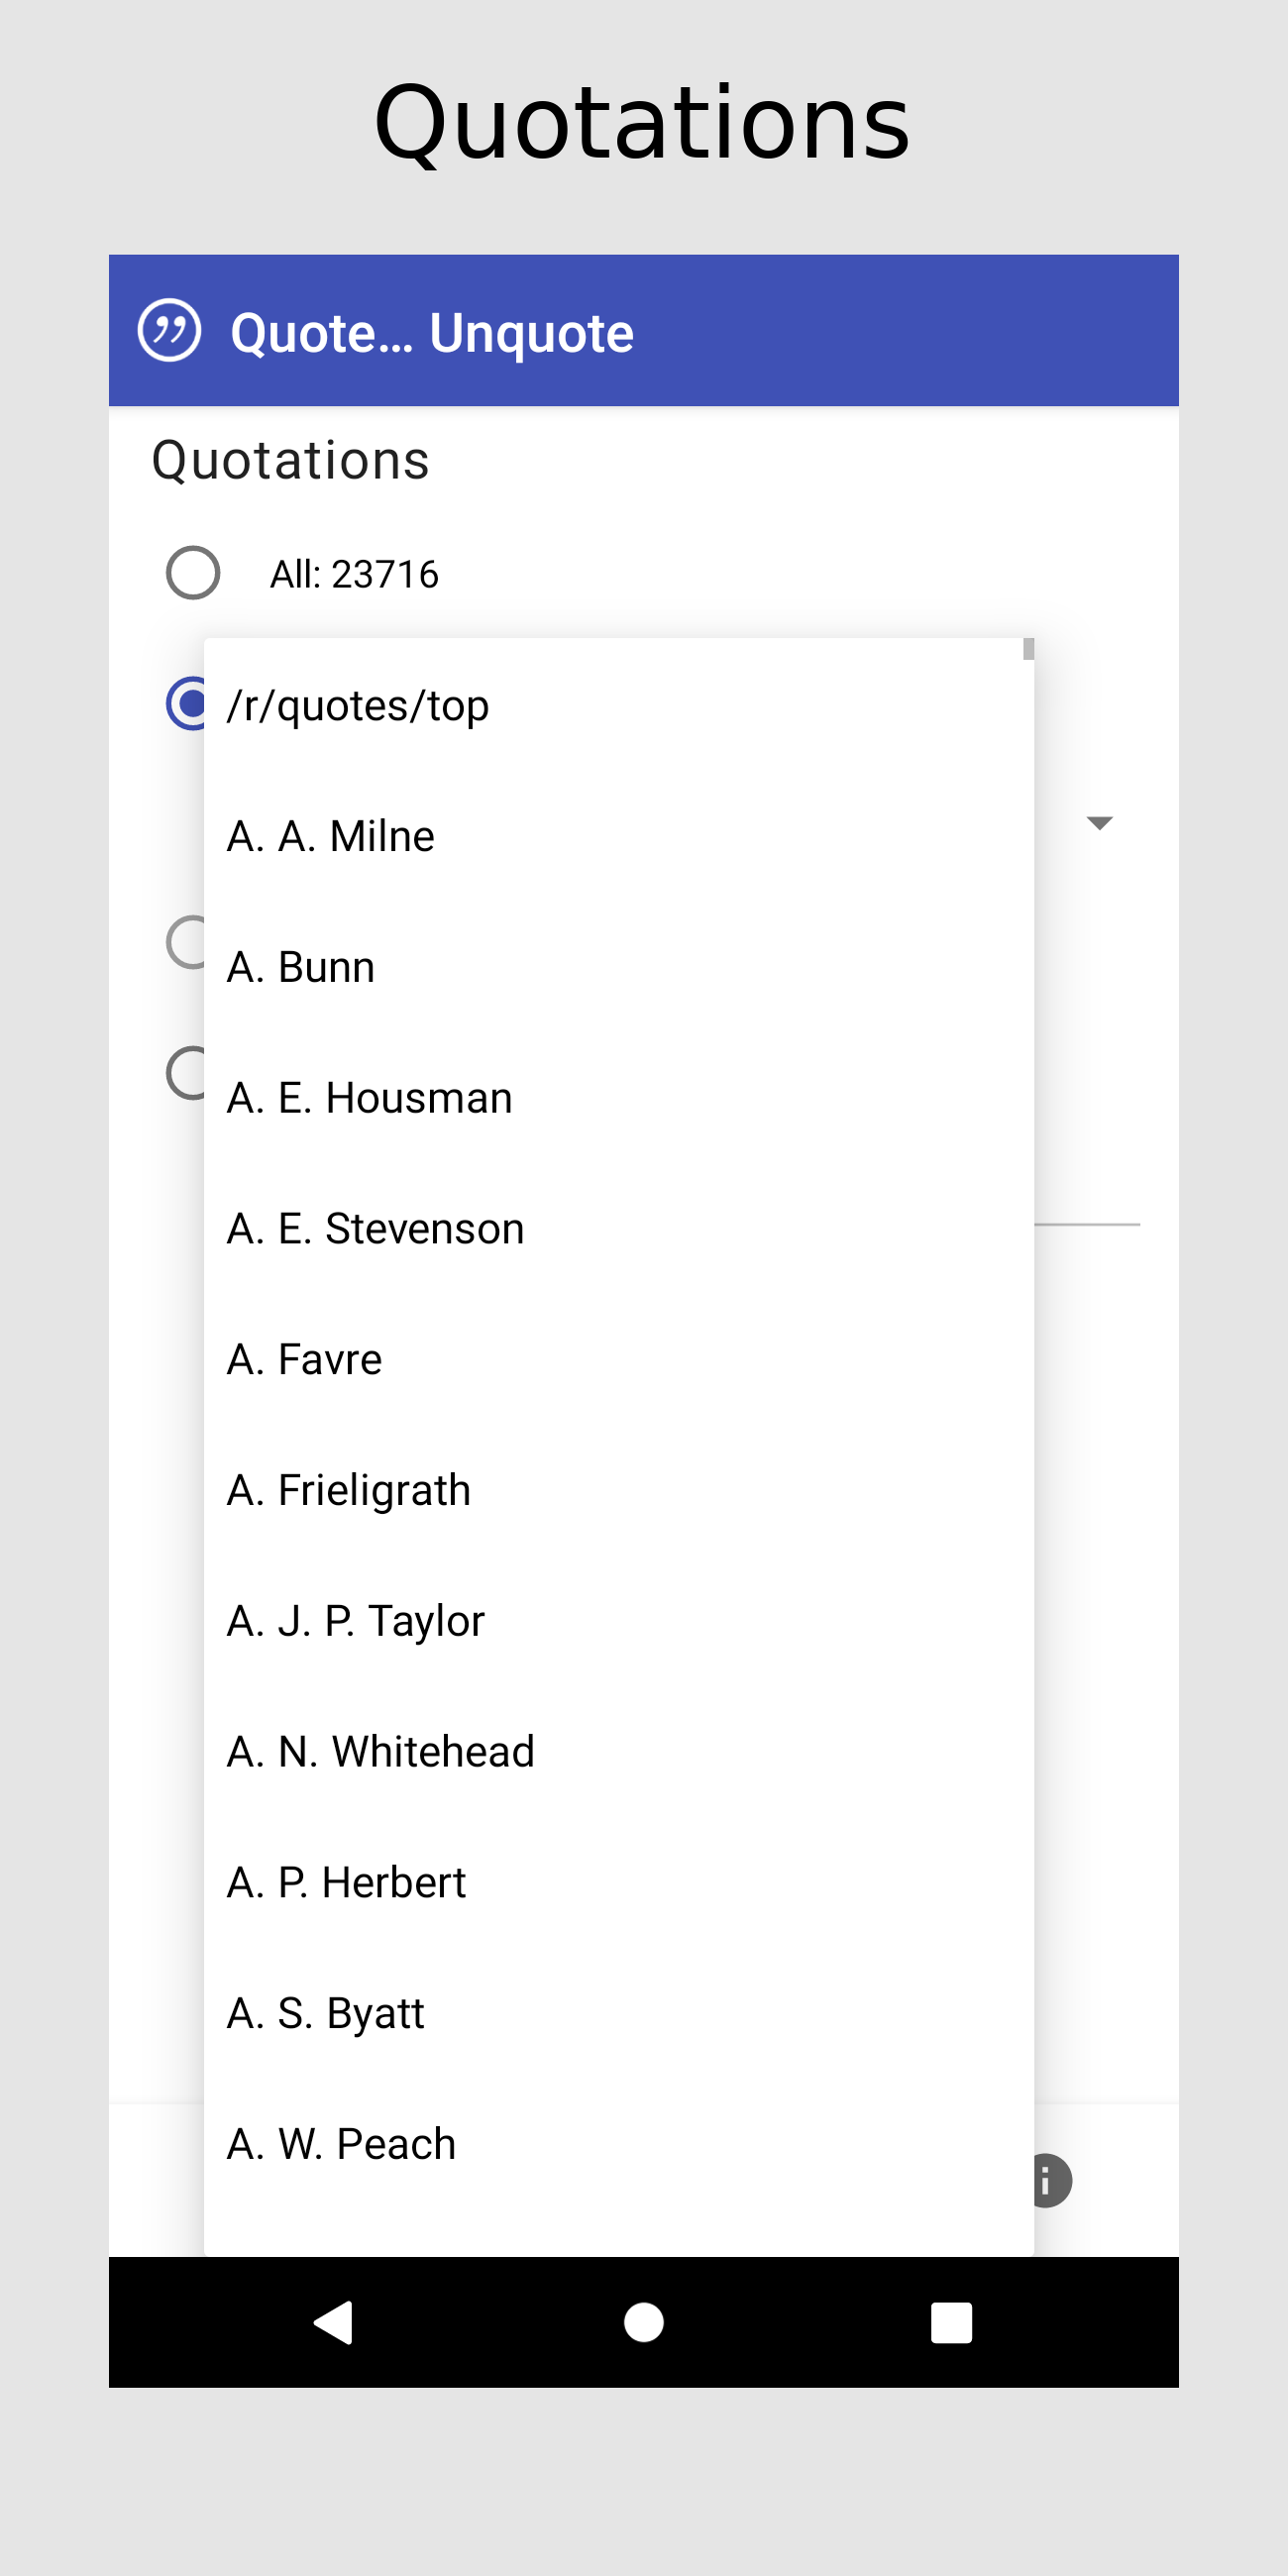 Quotations
Quote... Unquote
Quotations
All: 23716
/r/quotes/top
A. A. Milne
A. Bunn
A. E. Housman
A. E. Stevenson
A. Favre
A. Frieligrath
A. J. P. Taylor
A. N. Whitehead
A. P. Herbert
A. S. Byatt
A. W. Peach